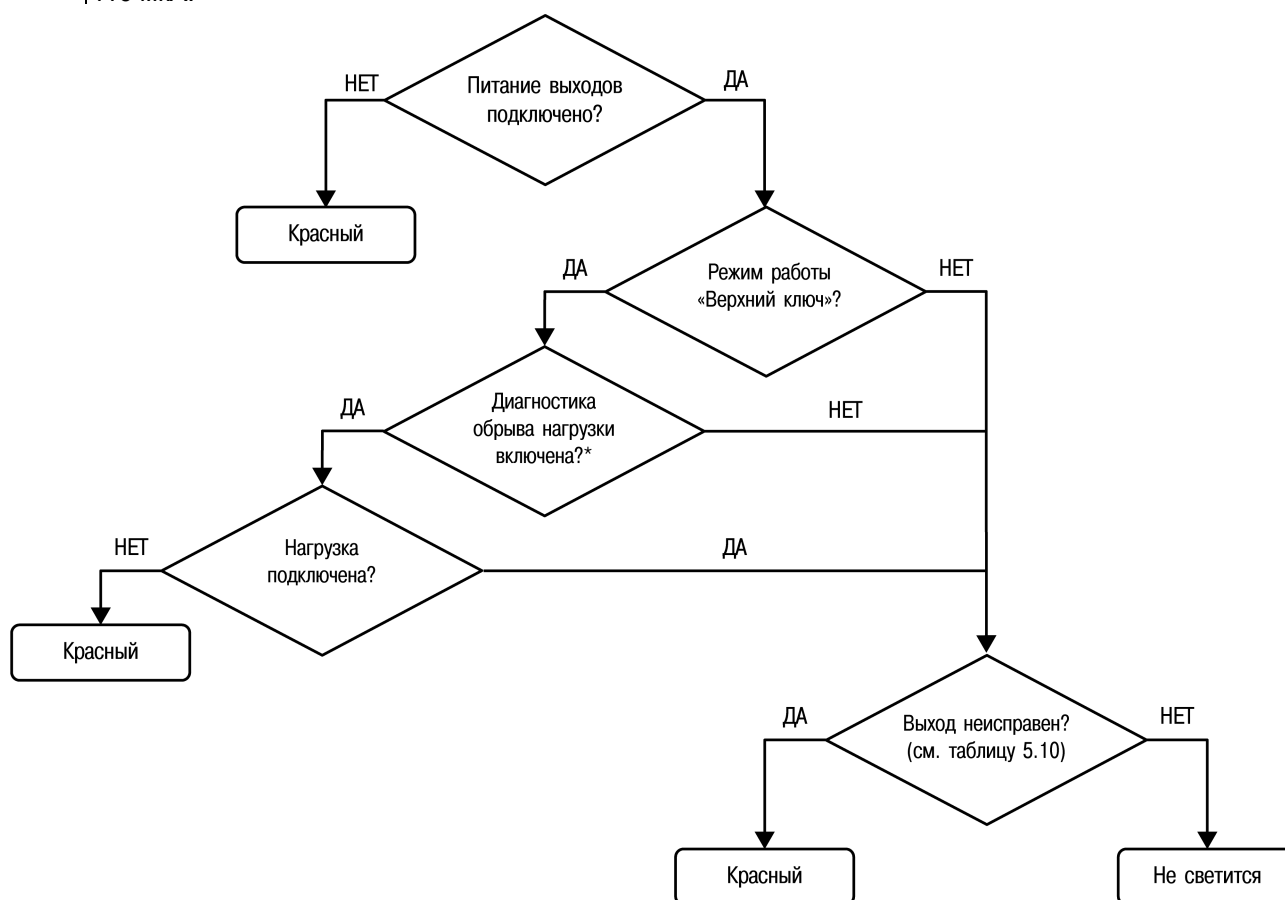 НЕТ
Питание выходов
подключено?
ДА
Красный
ДА
Режим работы
«Верхний ключ»?
НЕТ
ДА
Диагностика
обрыва нагрузки
включена?*
НЕТ
НЕТ
Нагрузка
подключена?
ДА
Красный
ДА
Выход неисправен?
(см. таблицу 5.10)
НЕТ
Красный
Не светится